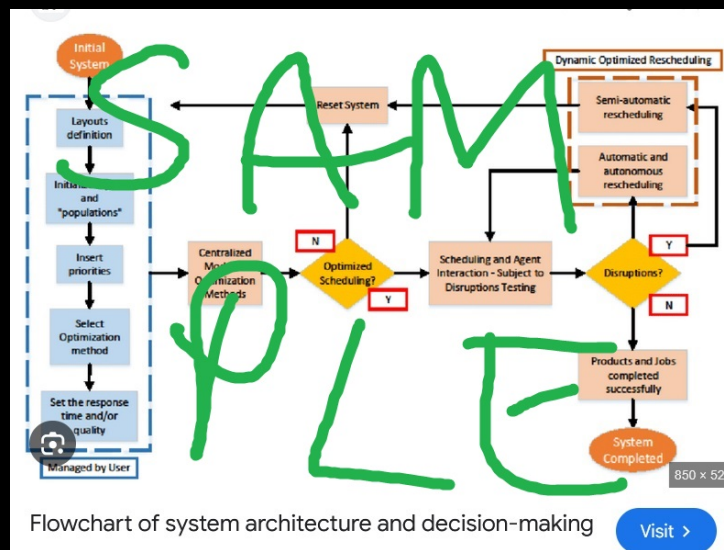 Initial
System
Dynamic Optimized Rescheduling
Layouts
definition
Reset System
Semi-automatic
rescheduling
Automatic and
autonomous
rescheduling
and
"populations"
Insert
priorities
Centralized
Methods
N
Optimized
Scheduling?
Y
Scheduling and Agent
Interaction - Subject to
Disruptions Testing
Disruptions?
Y
N
Select
Optimization
method
Set the response
time and/or
quality
Managed by User
Products and Jobs
completed
successfully
System
Completed
SAM
PLE
850 × 52
Flowchart of system architecture and decision-making
Visit >